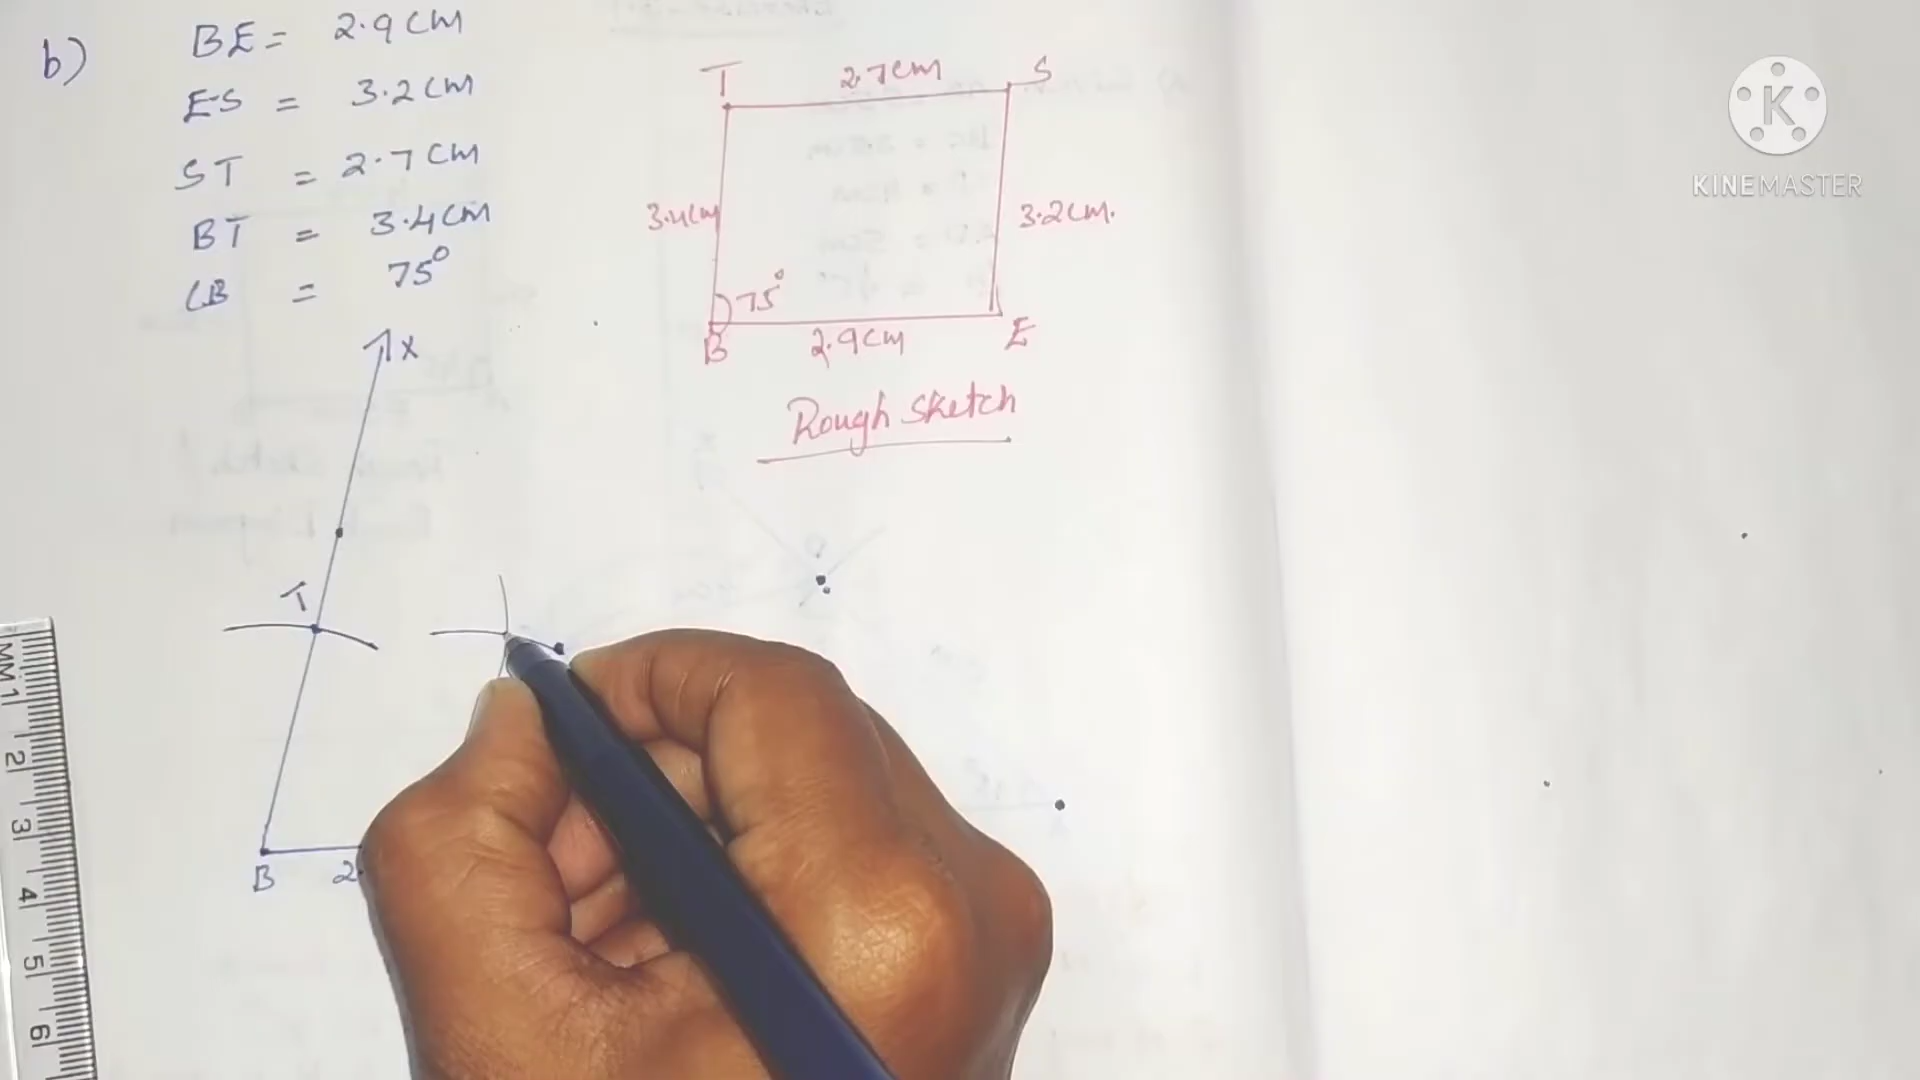 b)
BE = 2.9 cm
ES = 3.2 cm
ST = 2.7 cm
BT = 3.4 cm
∠B = 75°
T 2.7cm S
3.4cm
3.2cm.
75°
B 2.9cm E
Rough Sketch
X
T
B 2.
MM 1 2 3 4 5 6
K
KINEMASTER